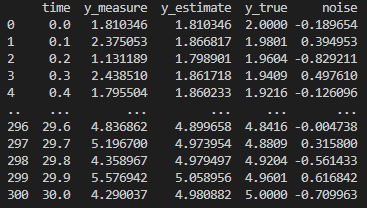 time y_measure y_estimate y_true noise
0 0.0 1.810346 1.810346 2.0000 -0.189654
1 0.1 2.375053 1.866817 1.9801 0.394953
2 0.2 1.131189 1.798901 1.9604 -0.829211
3 0.3 2.438510 1.861718 1.9409 0.497610
4 0.4 1.795504 1.860233 1.9216 -0.126096
.. ... ... ... ... ...
296 29.6 4.836862 4.899658 4.8416 -0.004738
297 29.7 5.196700 4.973954 4.8809 0.315800
298 29.8 4.358967 4.979497 4.9204 -0.561433
299 29.9 5.576942 5.058956 4.9601 0.616842
300 30.0 4.290037 4.980882 5.0000 -0.709963